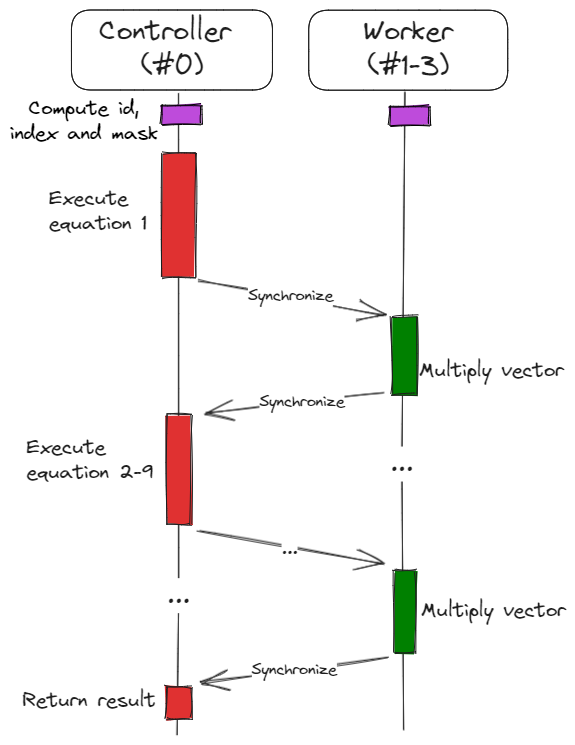 Controller
(#0)
Worker
(#1-3)
Compute id,
index and mask
Execute
equation 1
Synchronize
Multiply vector
Synchronize
Execute
equation 2-9
...
...
...
Multiply vector
Synchronize
Return result